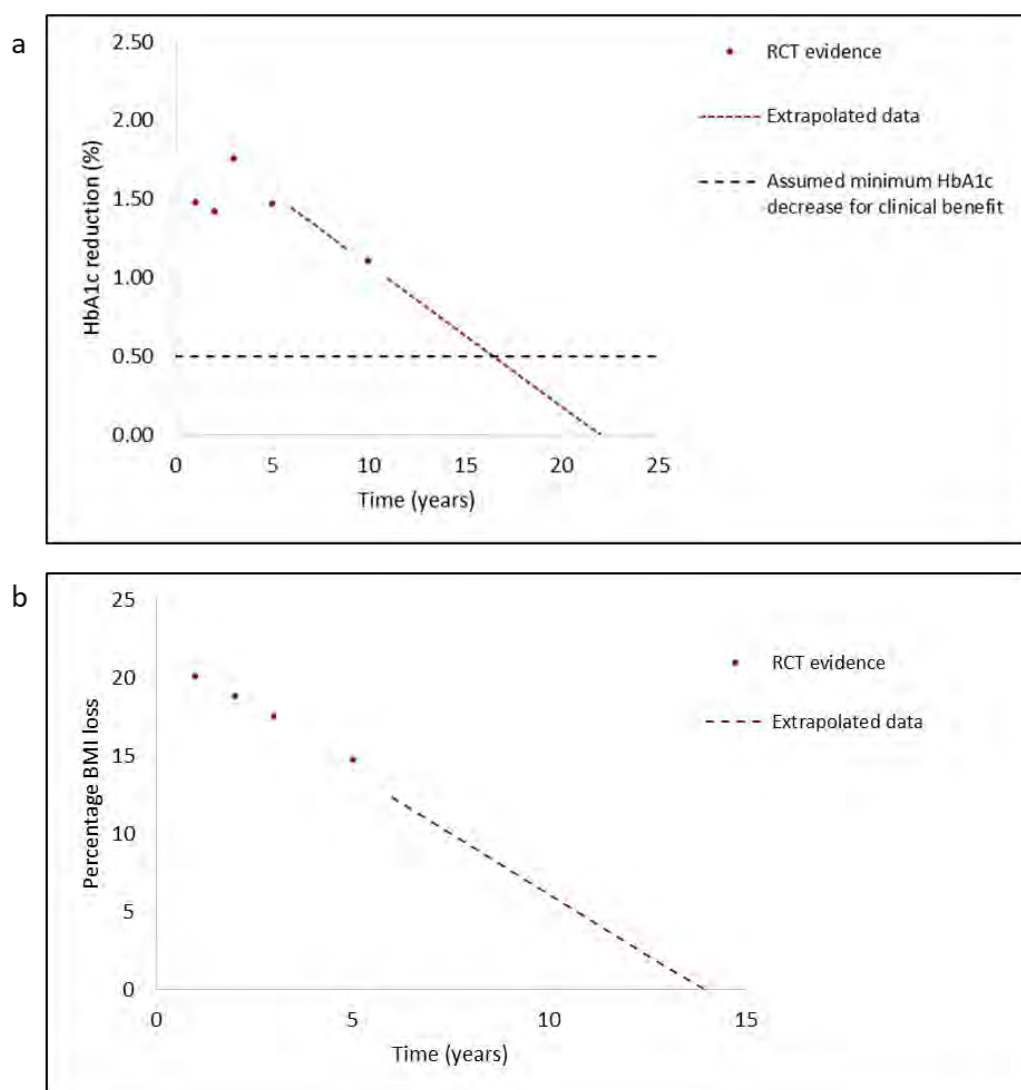 a
2.50
2.00
1.50
1.00
0.50
0.00
HbA1c reduction (%)
0 5 10 15 20 25
Time (years)
RCT evidence
Extrapolated data
Assumed minimum HbA1c
decrease for clinical benefit
b
25
20
15
10
5
0
Percentage BMI loss
0 5 10 15
Time (years)
RCT evidence
Extrapolated data